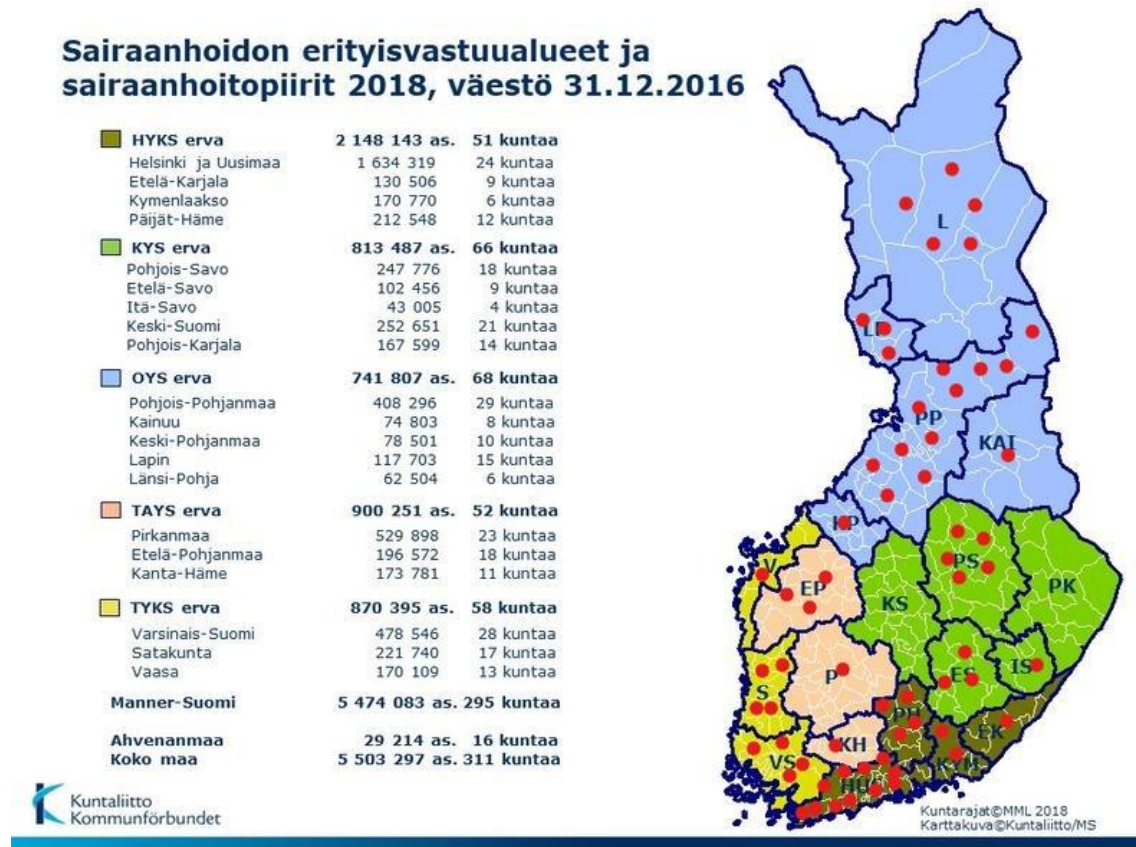 Sairaanhoidon erityisvastuualueet ja
sairaanhoitopiirit 2018, väestö 31.12.2016
HYKS erva 2 148 143 as. 51 kuntaa
Helsinki ja Uusimaa 1 634 319 24 kuntaa
Etelä-Karjala 130 506 9 kuntaa
Kymenlaakso 170 770 6 kuntaa
Päijät-Häme 212 548 12 kuntaa
KYS erva 813 487 as. 66 kuntaa
Pohjois-Savo 247 776 18 kuntaa
Etelä-Savo 102 456 9 kuntaa
Itä-Savo 43 005 4 kuntaa
Keski-Suomi 252 651 21 kuntaa
Pohjois-Karjala 167 599 14 kuntaa
OYS erva 741 807 as. 68 kuntaa
Pohjois-Pohjanmaa 408 296 29 kuntaa
Kainuu 74 803 8 kuntaa
Keski-Pohjanmaa 78 501 10 kuntaa
Lapin 117 703 15 kuntaa
Länsi-Pohja 62 504 6 kuntaa
TAYS erva 900 251 as. 52 kuntaa
Pirkanmaa 529 898 23 kuntaa
Etelä-Pohjanmaa 196 572 18 kuntaa
Kanta-Häme 173 781 11 kuntaa
TYKS erva 870 395 as. 58 kuntaa
Varsinais-Suomi 478 546 28 kuntaa
Satakunta 221 740 17 kuntaa
Vaasa 170 109 13 kuntaa
Manner-Suomi 5 474 083 as. 295 kuntaa
Ahvenanmaa 29 214 as. 16 kuntaa
Koko maa 5 503 297 as. 311 kuntaa
L
PP
KAI
KP
V
EP
KS
PS
PK
S
P
ES
IS
PH
EK
VS
KH
KYM
Kuntaliitto
Kommunförbundet
Kuntarajat©MML 2018
Karttakuva©Kuntaliitto/MS